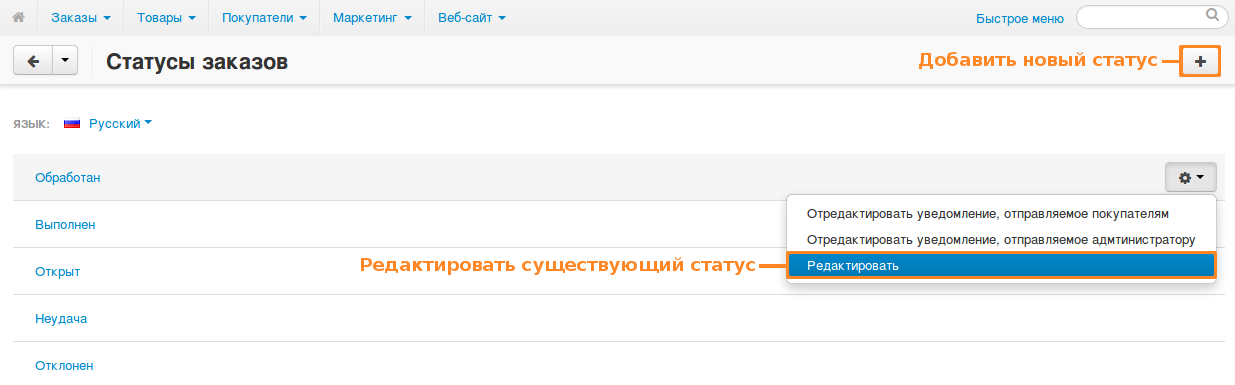 Заказы Товары Покупатели Маркетинг Веб-сайт Быстрое меню
Статусы заказов Добавить новый статус
ЯЗЫК: Русский
Обработан
Отредактировать уведомление, отправляемое покупателям
Выполнен
Отредактировать уведомление, отправляемое адмтинистратору
Открыт Редактировать существующий статус Редактировать
Неудача
Отклонен